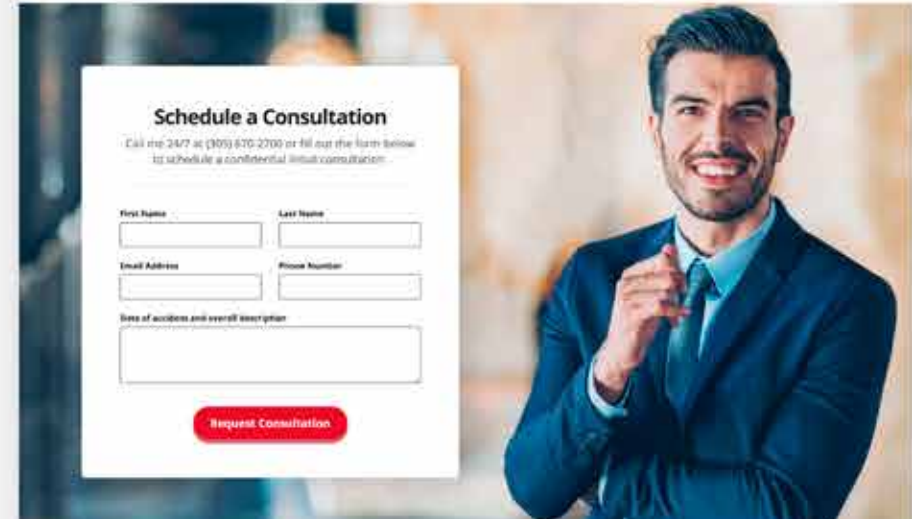 Schedule a Consultation
Call me 24/7 at (305) 670-2700 or fill out the form below
to schedule a confidential initial consultation
First Name Last Name
Email Address Phone Number
Date of accident and overall description
Request Consultation